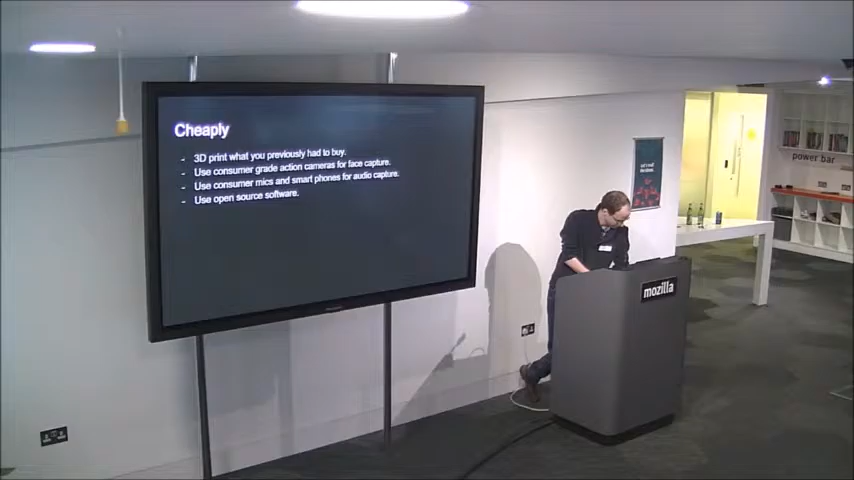 Cheaply
- 3D print what you previously had to buy.
- Use consumer grade action cameras for face capture.
- Use consumer mics and smart phones for audio capture.
- Use open source software.
power bar
mozilla